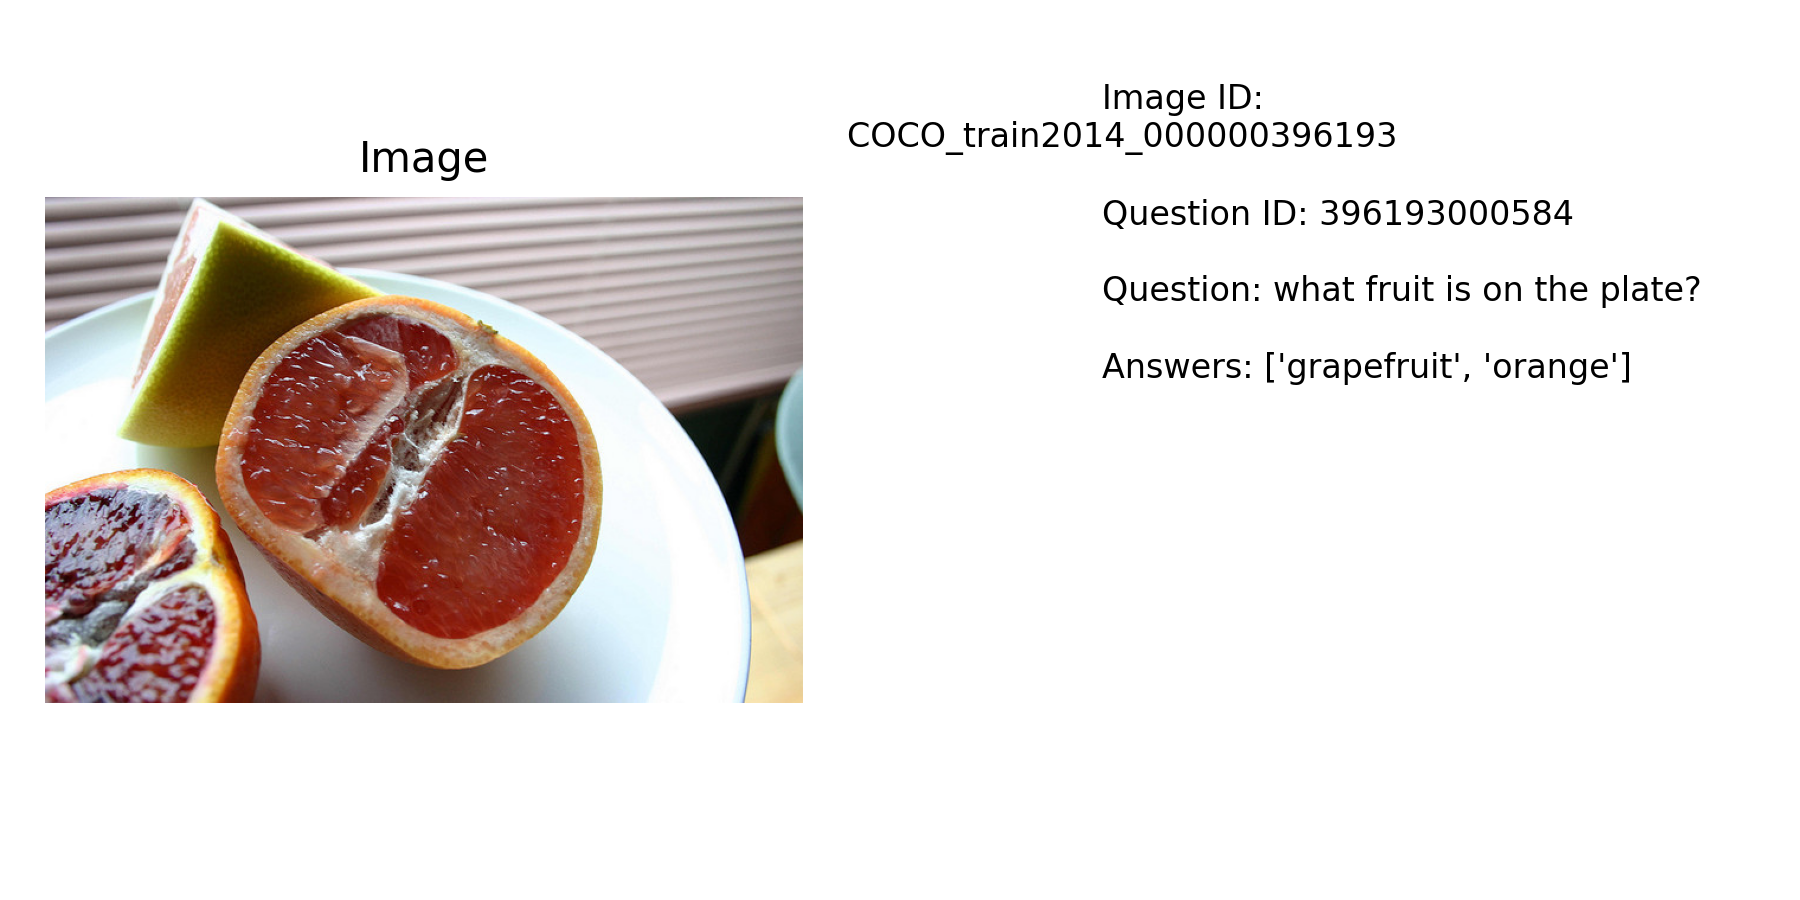 Image
Image ID:
COCO_train2014_000000396193
Question ID: 396193000584
Question: what fruit is on the plate?
Answers: ['grapefruit', 'orange']